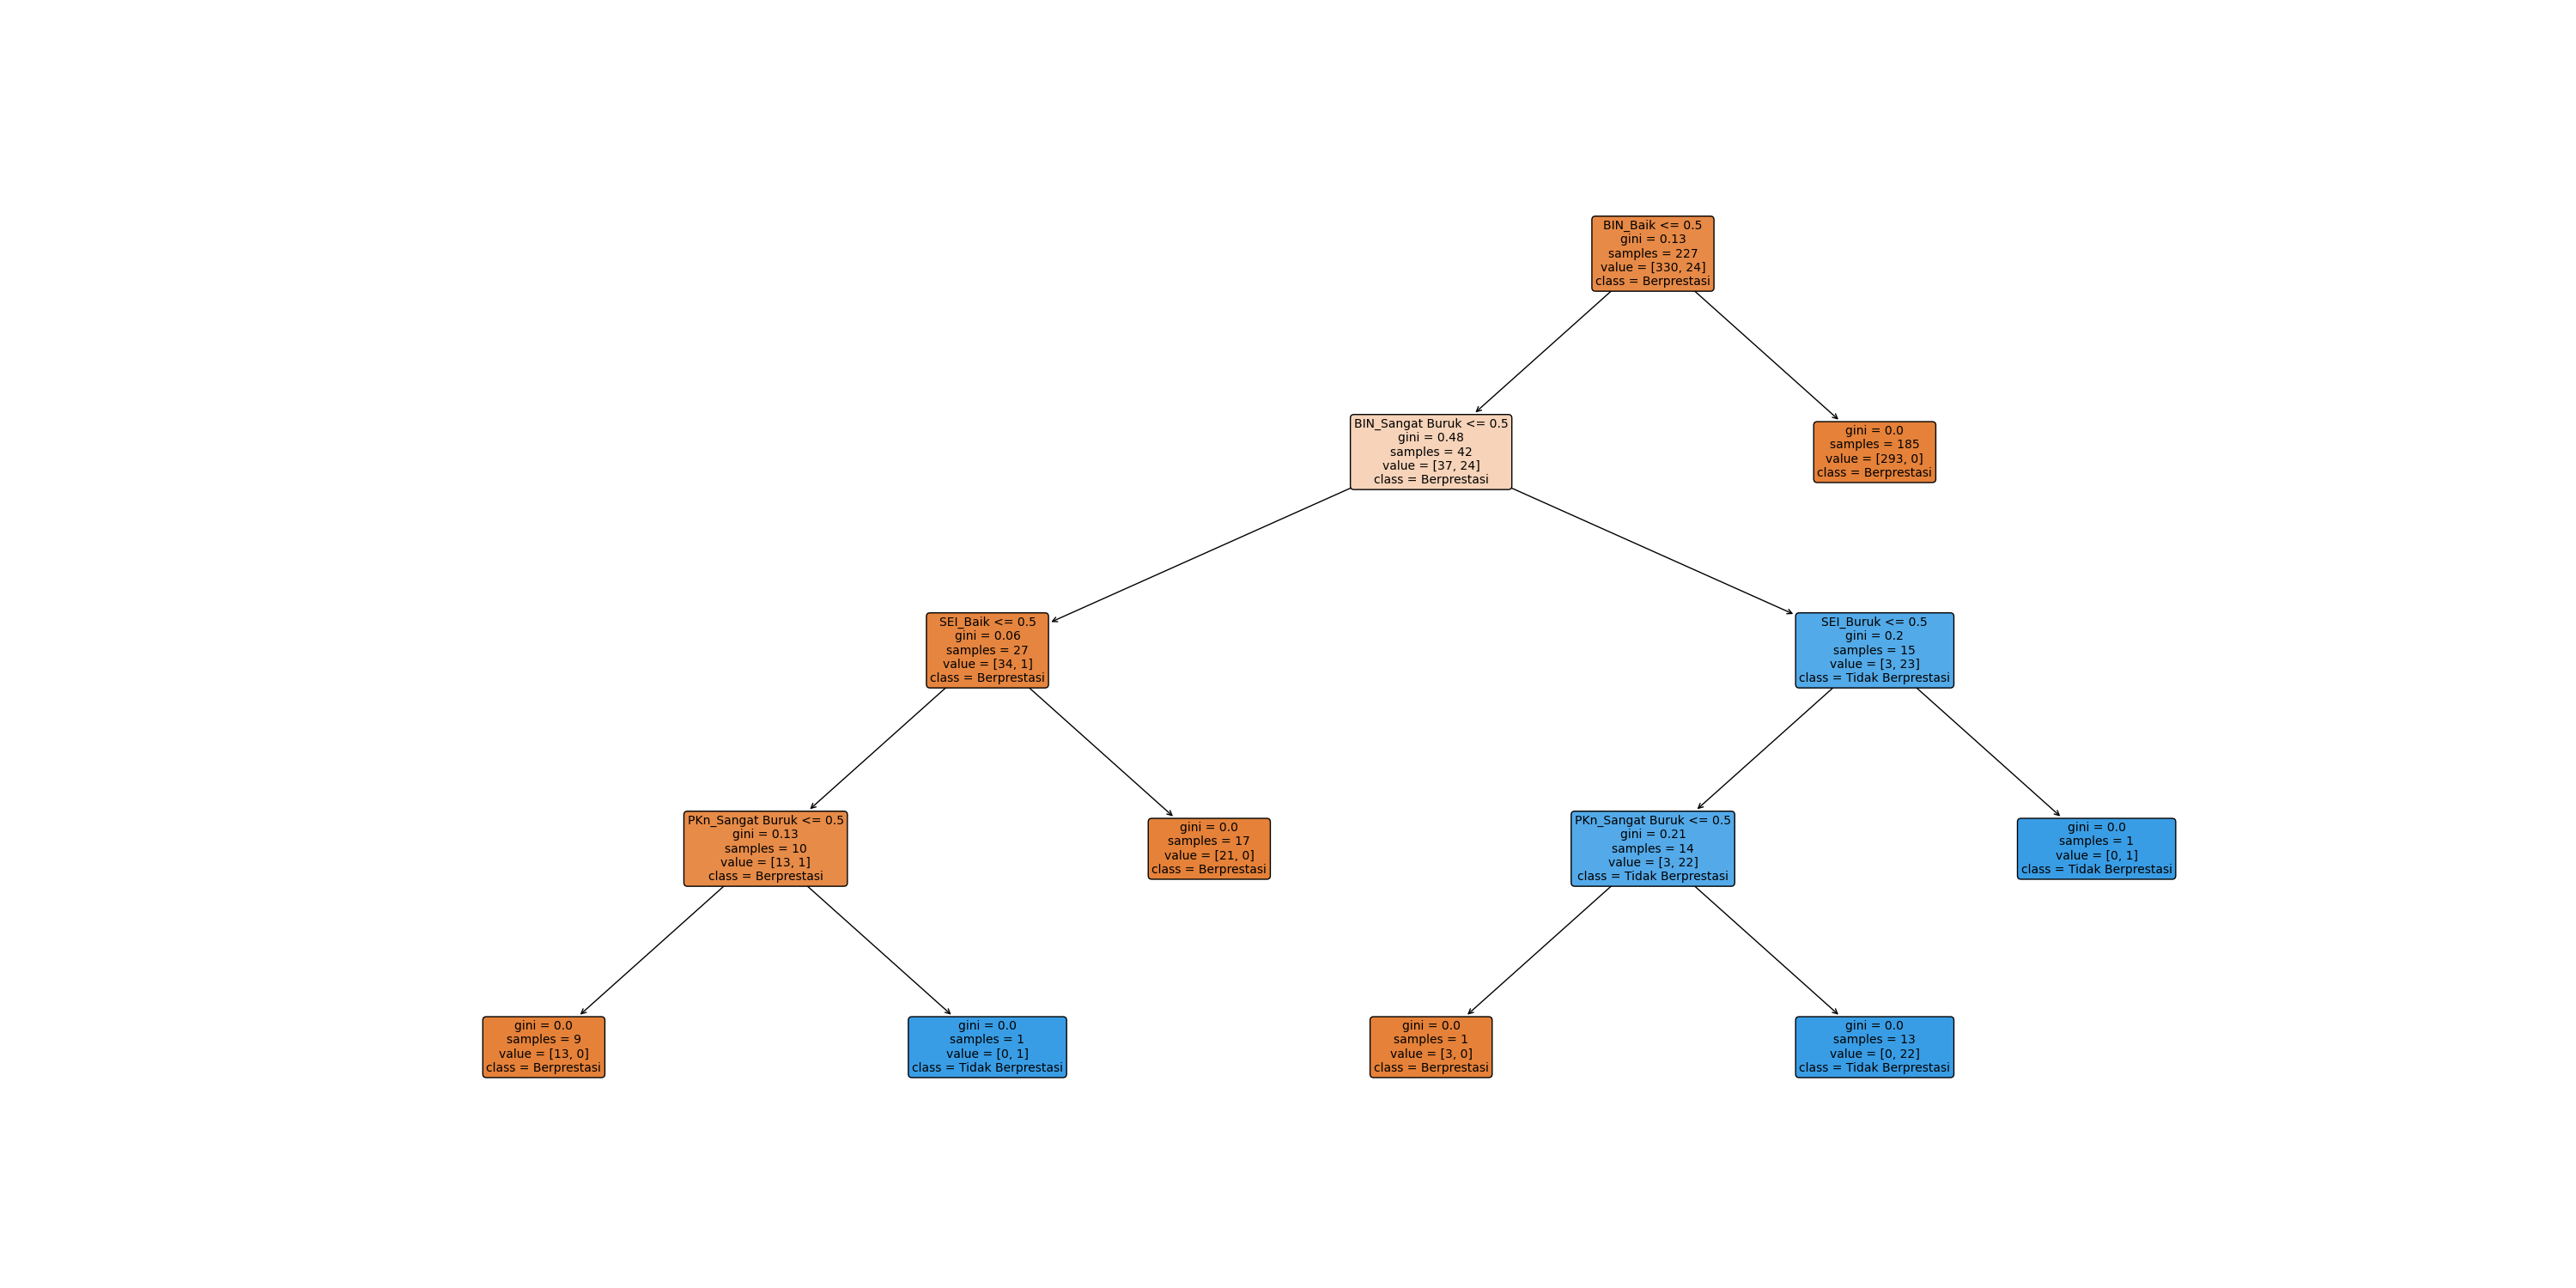 BIN_Baik <= 0.5
gini = 0.13
samples = 227
value = [330, 24]
class = Berprestasi
BIN_Sangat Buruk <= 0.5
gini = 0.48
samples = 42
value = [37, 24]
class = Berprestasi
gini = 0.0
samples = 185
value = [293, 0]
class = Berprestasi
SEI_Baik <= 0.5
gini = 0.06
samples = 27
value = [34, 1]
class = Berprestasi
SEI_Buruk <= 0.5
gini = 0.2
samples = 15
value = [3, 23]
class = Tidak Berprestasi
PKn_Sangat Buruk <= 0.5
gini = 0.13
samples = 10
value = [13, 1]
class = Berprestasi
gini = 0.0
samples = 17
value = [21, 0]
class = Berprestasi
PKn_Sangat Buruk <= 0.5
gini = 0.21
samples = 14
value = [3, 22]
class = Tidak Berprestasi
gini = 0.0
samples = 1
value = [0, 1]
class = Tidak Berprestasi
gini = 0.0
samples = 9
value = [13, 0]
class = Berprestasi
gini = 0.0
samples = 1
value = [0, 1]
class = Tidak Berprestasi
gini = 0.0
samples = 1
value = [3, 0]
class = Berprestasi
gini = 0.0
samples = 13
value = [0, 22]
class = Tidak Berprestasi